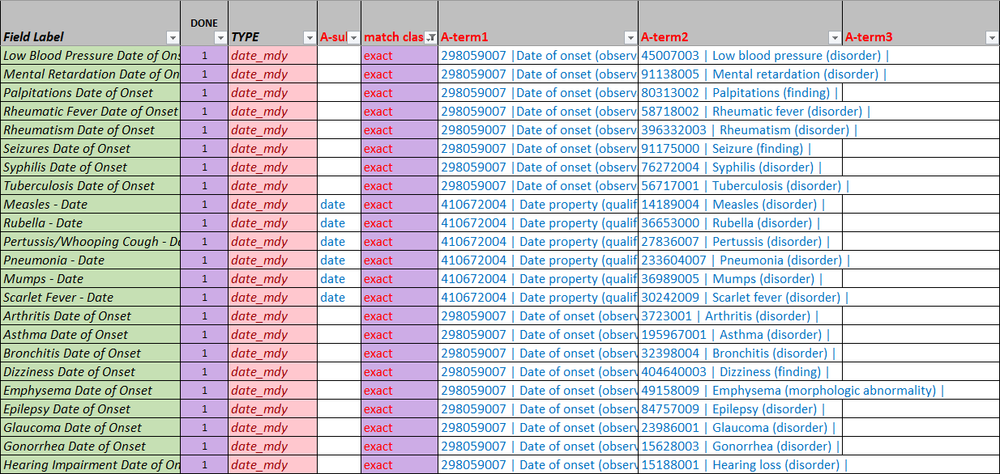 Field Label DONE TYPE A-sul match clas A-term1 A-term2 A-term3
Low Blood Pressure Date of Ons 1 date_mdy exact 298059007 |Date of onset (observ 45007003 | Low blood pressure (disorder) |
Mental Retardation Date of On 1 date_mdy exact 298059007 |Date of onset (observ 91138005 | Mental retardation (disorder) |
Palpitations Date of Onset 1 date_mdy exact 298059007 |Date of onset (observ 80313002 | Palpitations (finding) |
Rheumatic Fever Date of Onset 1 date_mdy exact 298059007 |Date of onset (observ 58718002 | Rheumatic fever (disorder) |
Rheumatism Date of Onset 1 date_mdy exact 298059007 |Date of onset (observ 396332003 | Rheumatism (disorder) |
Seizures Date of Onset 1 date_mdy exact 298059007 |Date of onset (observ 91175000 | Seizure (finding) |
Syphilis Date of Onset 1 date_mdy exact 298059007 |Date of onset (observ 76272004 | Syphilis (disorder) |
Tuberculosis Date of Onset 1 date_mdy exact 298059007 |Date of onset (observ 56717001 | Tuberculosis (disorder) |
Measles - Date 1 date_mdy date exact 410672004 | Date property (qualif 14189004 | Measles (disorder) |
Rubella - Date 1 date_mdy date exact 410672004 | Date property (qualif 36653000 | Rubella (disorder) |
Pertussis/Whooping Cough - Da 1 date_mdy date exact 410672004 | Date property (qualif 27836007 | Pertussis (disorder) |
Pneumonia - Date 1 date_mdy date exact 410672004 | Date property (qualif 233604007 | Pneumonia (disorder) |
Mumps - Date 1 date_mdy date exact 410672004 | Date property (qualif 36989005 | Mumps (disorder) |
Scarlet Fever - Date 1 date_mdy date exact 410672004 | Date property (qualif 30242009 | Scarlet fever (disorder) |
Arthritis Date of Onset 1 date_mdy exact 298059007 | Date of onset (observ 3723001 | Arthritis (disorder) |
Asthma Date of Onset 1 date_mdy exact 298059007 | Date of onset (observ 195967001 | Asthma (disorder) |
Bronchitis Date of Onset 1 date_mdy exact 298059007 | Date of onset (observ 32398004 | Bronchitis (disorder) |
Dizziness Date of Onset 1 date_mdy exact 298059007 | Date of onset (observ 404640003 | Dizziness (finding) |
Emphysema Date of Onset 1 date_mdy exact 298059007 | Date of onset (observ 49158009 | Emphysema (morphologic abnormality) |
Epilepsy Date of Onset 1 date_mdy exact 298059007 | Date of onset (observ 84757009 | Epilepsy (disorder) |
Glaucoma Date of Onset 1 date_mdy exact 298059007 | Date of onset (observ 23986001 | Glaucoma (disorder) |
Gonorrhea Date of Onset 1 date_mdy exact 298059007 | Date of onset (observ 15628003 | Gonorrhea (disorder) |
Hearing Impairment Date of On 1 date_mdy exact 298059007 | Date of onset (observ 15188001 | Hearing loss (disorder) |